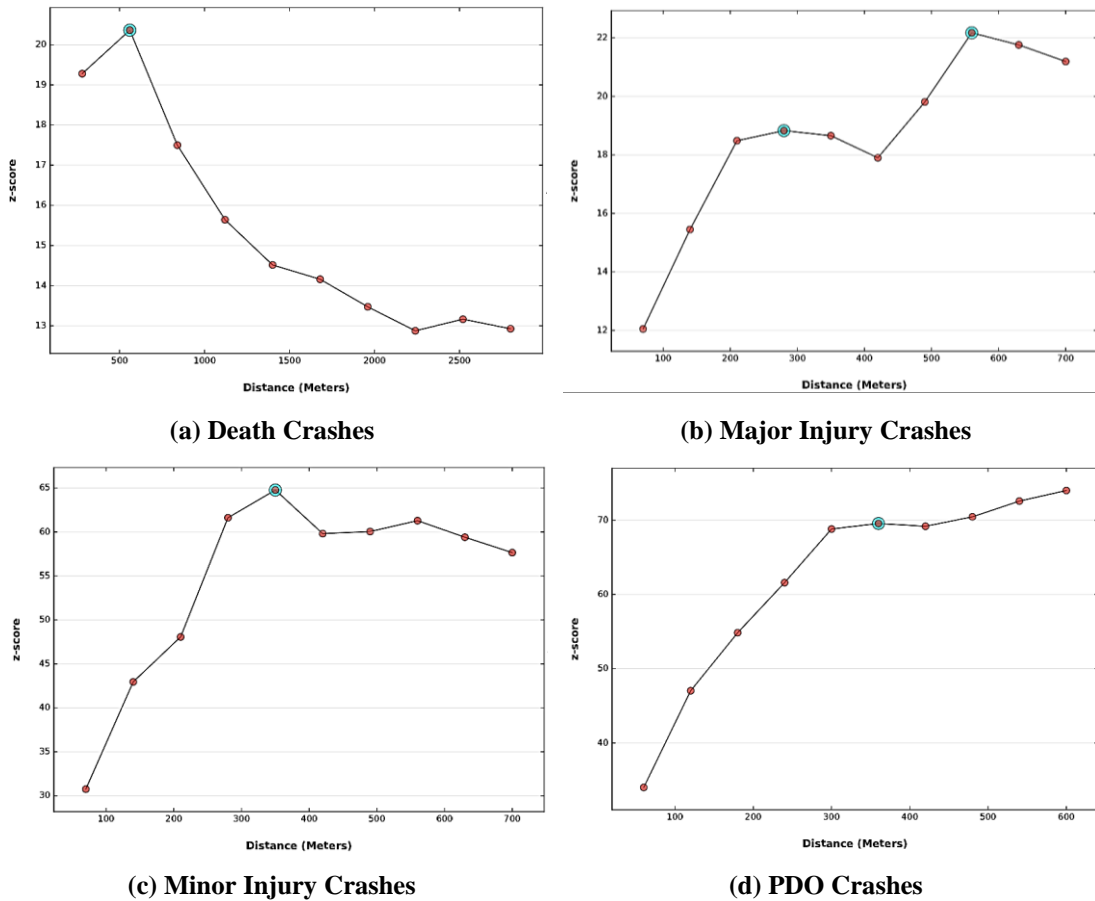 20
19
18
17
16
15
14
13
z-score
500 1000 1500 2000 2500
Distance (Meters)
(a) Death Crashes
22
20
18
16
14
12
z-score
100 200 300 400 500 600 700
Distance (Meters)
(b) Major Injury Crashes
65
60
55
50
45
40
35
30
z-score
100 200 300 400 500 600 700
Distance (Meters)
(c) Minor Injury Crashes
70
60
50
40
z-score
100 200 300 400 500 600
Distance (Meters)
(d) PDO Crashes